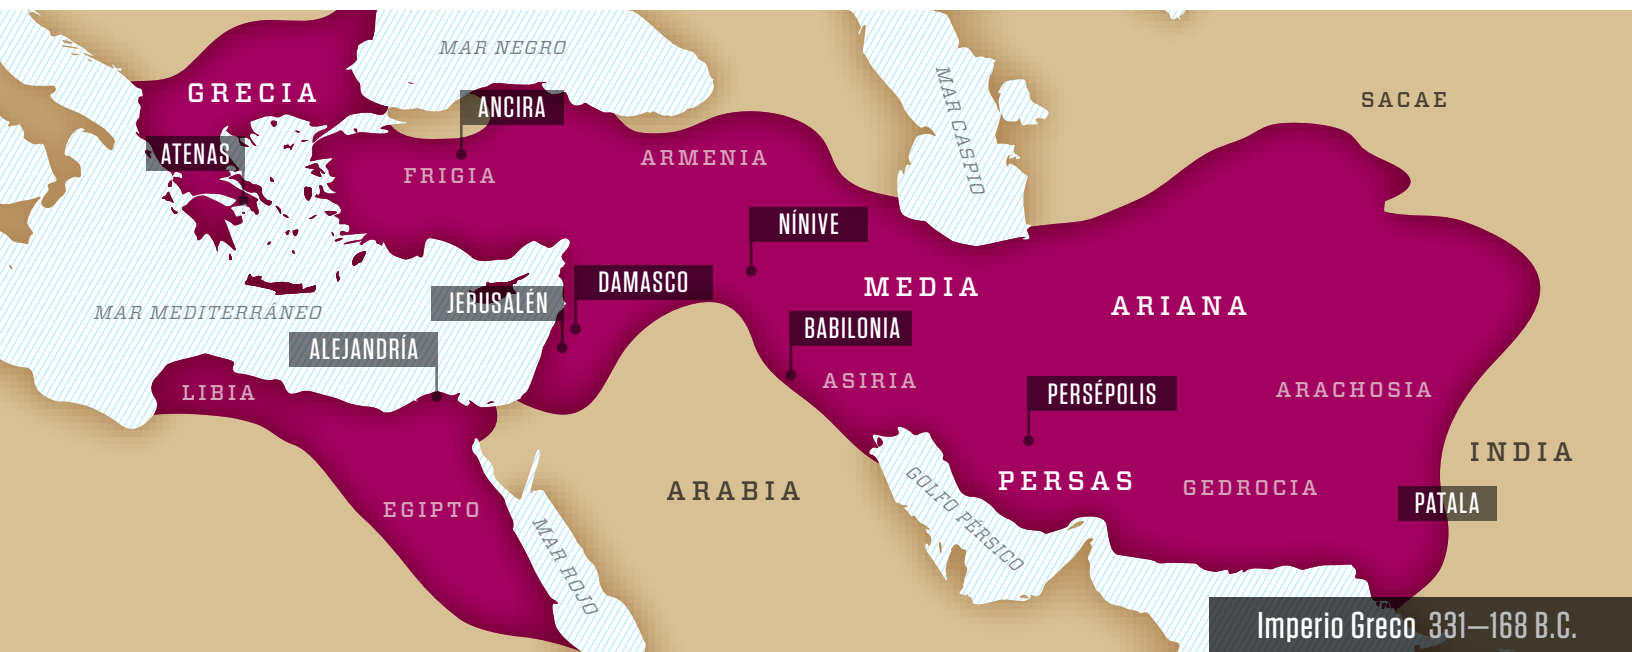 MAR NEGRO
GRECIA
ANCIRA
SACAE
MAR CASPIO
ATENAS
ARMENIA
FRIGIA
NÍNIVE
DAMASCO
MEDIA
JERUSALÉN
ARIANA
MAR MEDITERRÁNEO
BABILONIA
ALEJANDRÍA
ASIRIA
LIBIA
PERSÉPOLIS
ARACHOSIA
INDIA
PERSAS
GEDROCIA
ARABIA
PATALA
EGIPTO
GOLFO PÉRSICO
MAR ROJO
Imperio Greco 331—168 B.C.